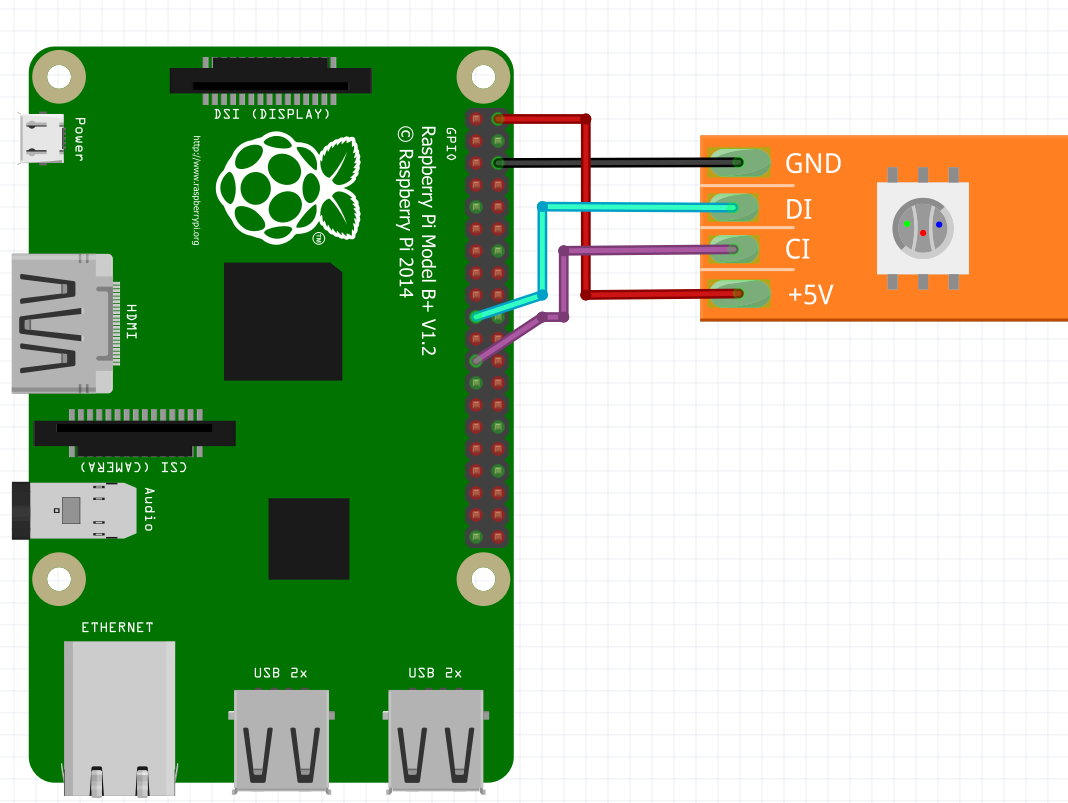 DSI (DISPLAY)
Power
http://www.raspberrypi.org
TM
GPIO
Raspberry Pi Model B+ V1.2
© Raspberry Pi 2014
HDMI
CSI (CAMERA)
Audio
ETHERNET
USB 2x
USB 2x
GND
DI
CI
+5V